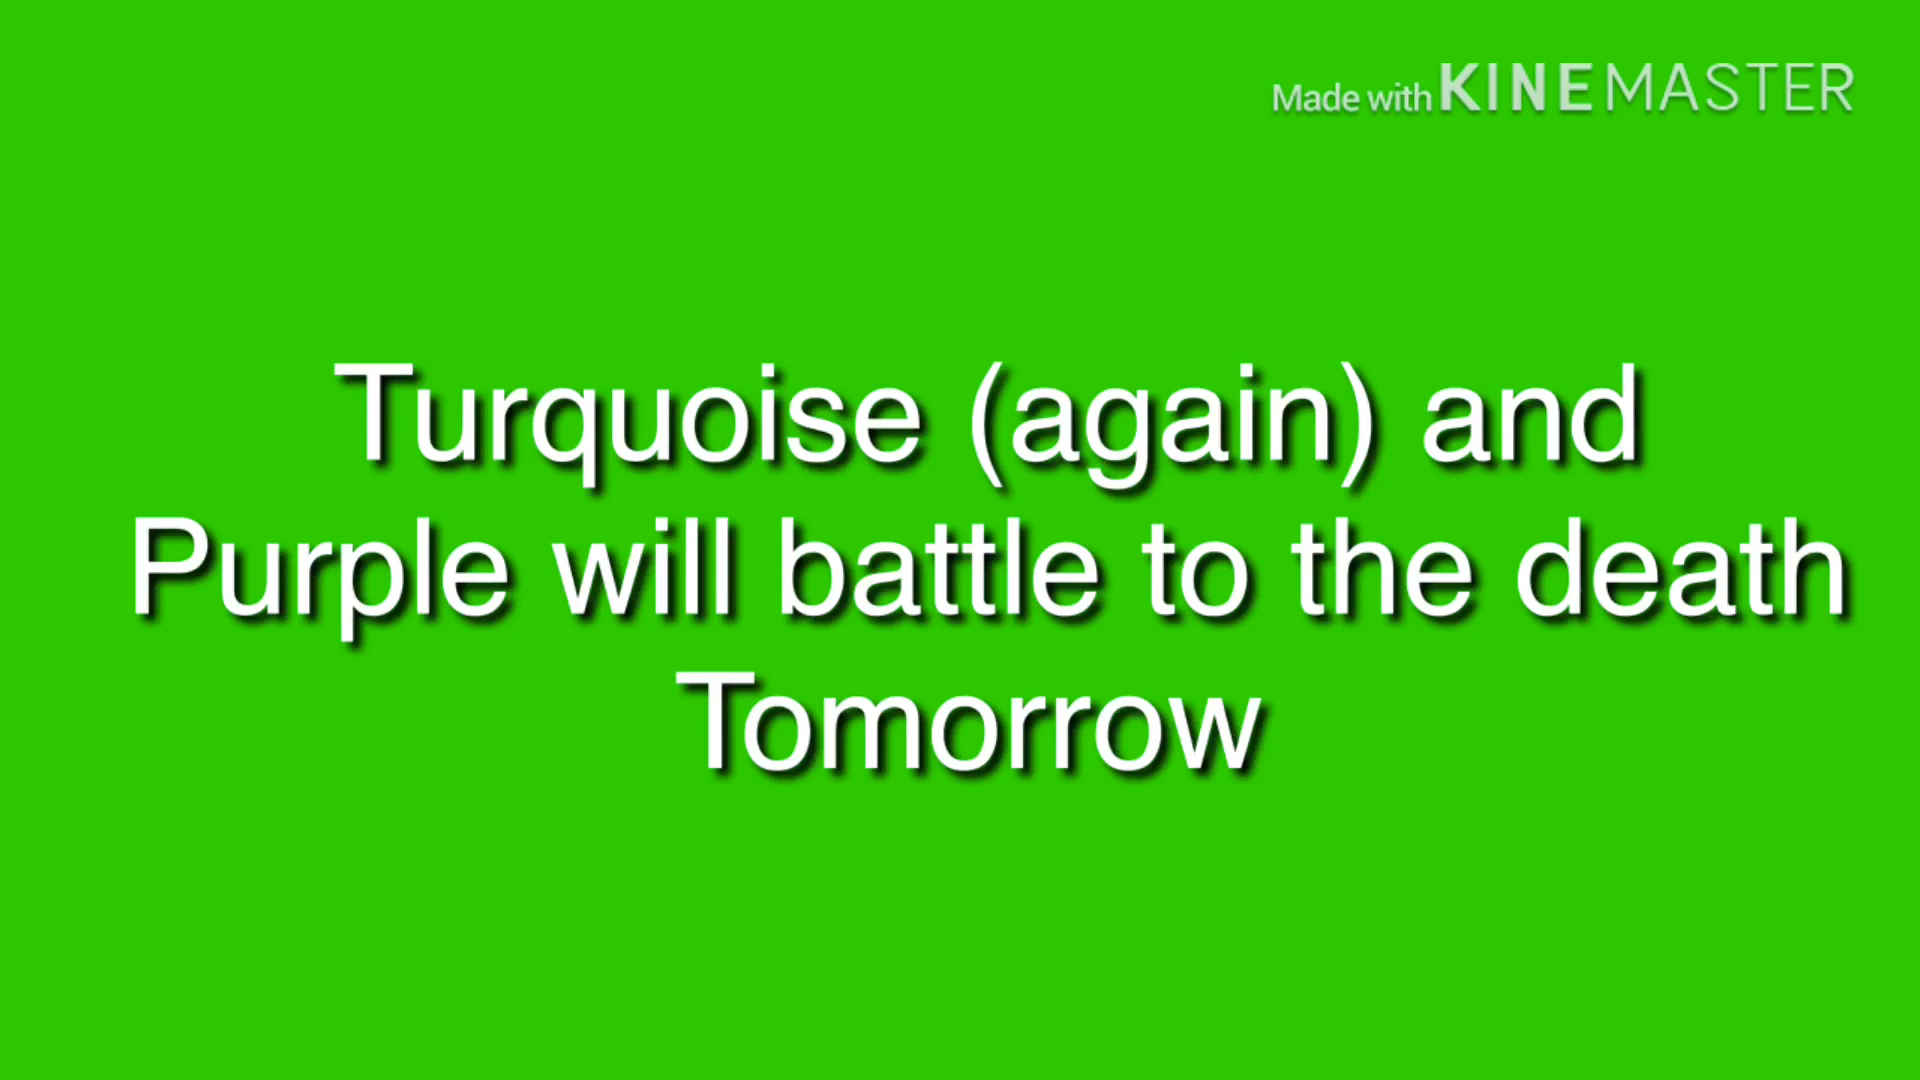 Made with KINEMASTER
Turquoise (again) and
Purple will battle to the death
Tomorrow